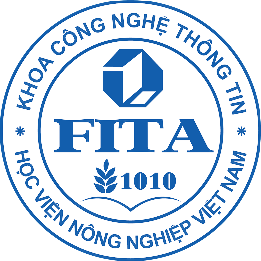 KHOA CÔNG NGHỆ THÔNG TIN
FITA
1010
* HỌC VIỆN NÔNG NGHIỆP VIỆT NAM *